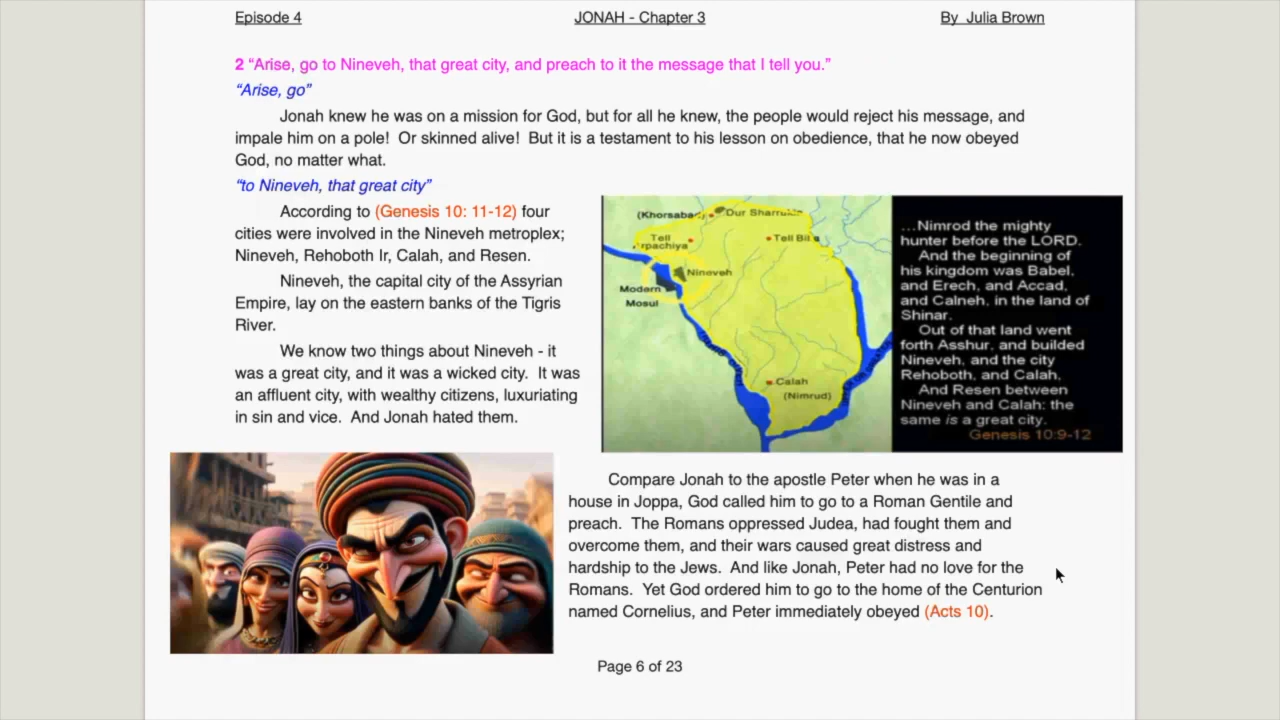 Episode 4
JONAH - Chapter 3
By Julia Brown
2 “Arise, go to Nineveh, that great city, and preach to it the message that I tell you.”
“Arise, go”
Jonah knew he was on a mission for God, but for all he knew, the people would reject his message, and
impale him on a pole! Or skinned alive! But it is a testament to his lesson on obedience, that he now obeyed
God, no matter what.
“to Nineveh, that great city”
According to (Genesis 10: 11-12) four
cities were involved in the Nineveh metroplex;
Nineveh, Rehoboth Ir, Calah, and Resen.
Nineveh, the capital city of the Assyrian
Empire, lay on the eastern banks of the Tigris
River.
We know two things about Nineveh - it
was a great city, and it was a wicked city. It was
an affluent city, with wealthy citizens, luxuriating
in sin and vice. And Jonah hated them.
Dur
Tell
Tell
Nineveh
Modern
Mosul
Calah
(Nimrud)
...Nimrod the mighty
hunter before the LORD.
And the beginning of
his kingdom was Babel,
and Erech, and Accad,
and Calneh, in the land of
Shinar.
Out of that land went
forth Asshur, and builded
Nineveh, and the city
Rehoboth, and Calah,
And Resen between
Nineveh and Calah: the
same is a great city.
Genesis 10:9-12
Compare Jonah to the apostle Peter when he was in a
house in Joppa, God called him to go to a Roman Gentile and
preach. The Romans oppressed Judea, had fought them and
overcome them, and their wars caused great distress and
hardship to the Jews. And like Jonah, Peter had no love for the
Romans. Yet God ordered him to go to the home of the Centurion
named Cornelius, and Peter immediately obeyed (Acts 10).
Page 6 of 23